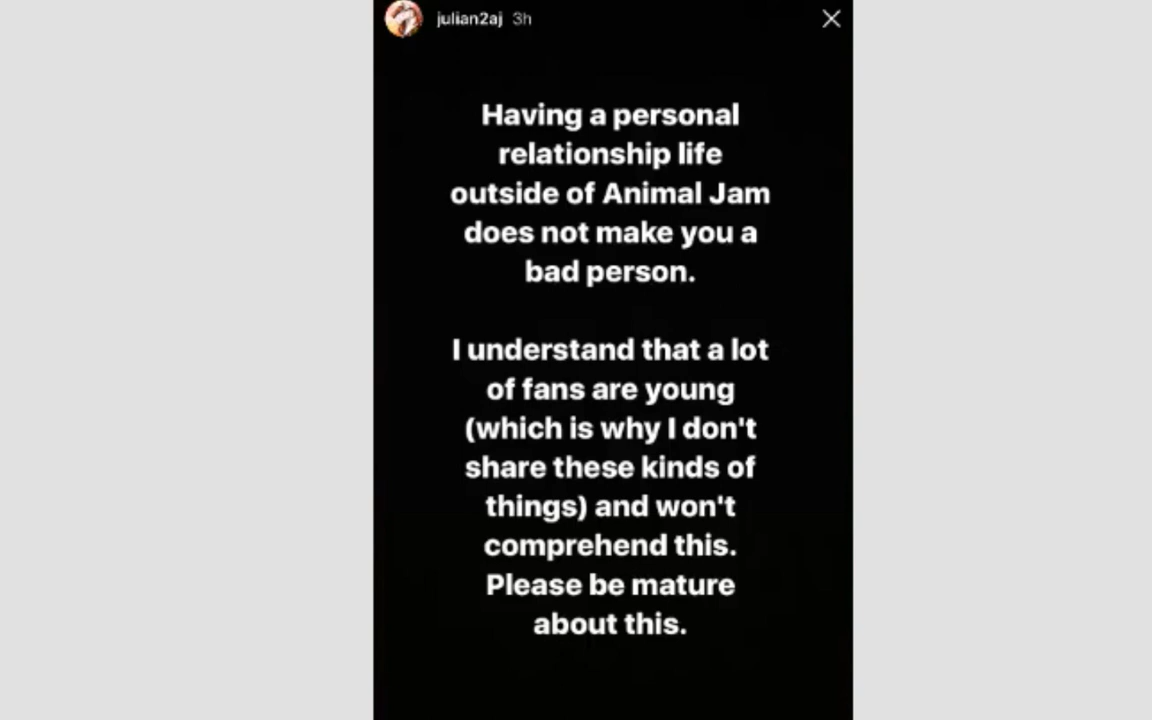 julian2aj 3h
Having a personal
relationship life
outside of Animal Jam
does not make you a
bad person.
I understand that a lot
of fans are young
(which is why I don't
share these kinds of
things) and won't
comprehend this.
Please be mature
about this.